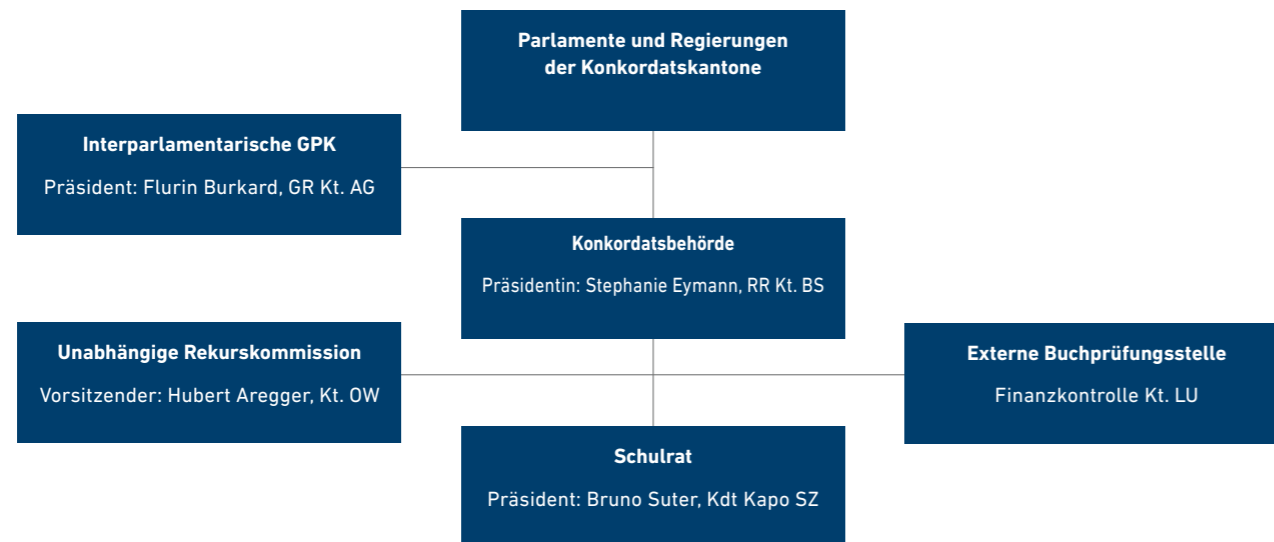 Parlamente und Regierungen
der Konkordatskantone
Interparlamentarische GPK
Präsident: Flurin Burkard, GR Kt. AG
Konkordatsbehörde
Präsidentin: Stephanie Eymann, RR Kt. BS
Unabhängige Rekurskommission
Vorsitzender: Hubert Aregger, Kt. OW
Externe Buchprüfungsstelle
Finanzkontrolle Kt. LU
Schulrat
Präsident: Bruno Suter, Kdt Kapo SZ